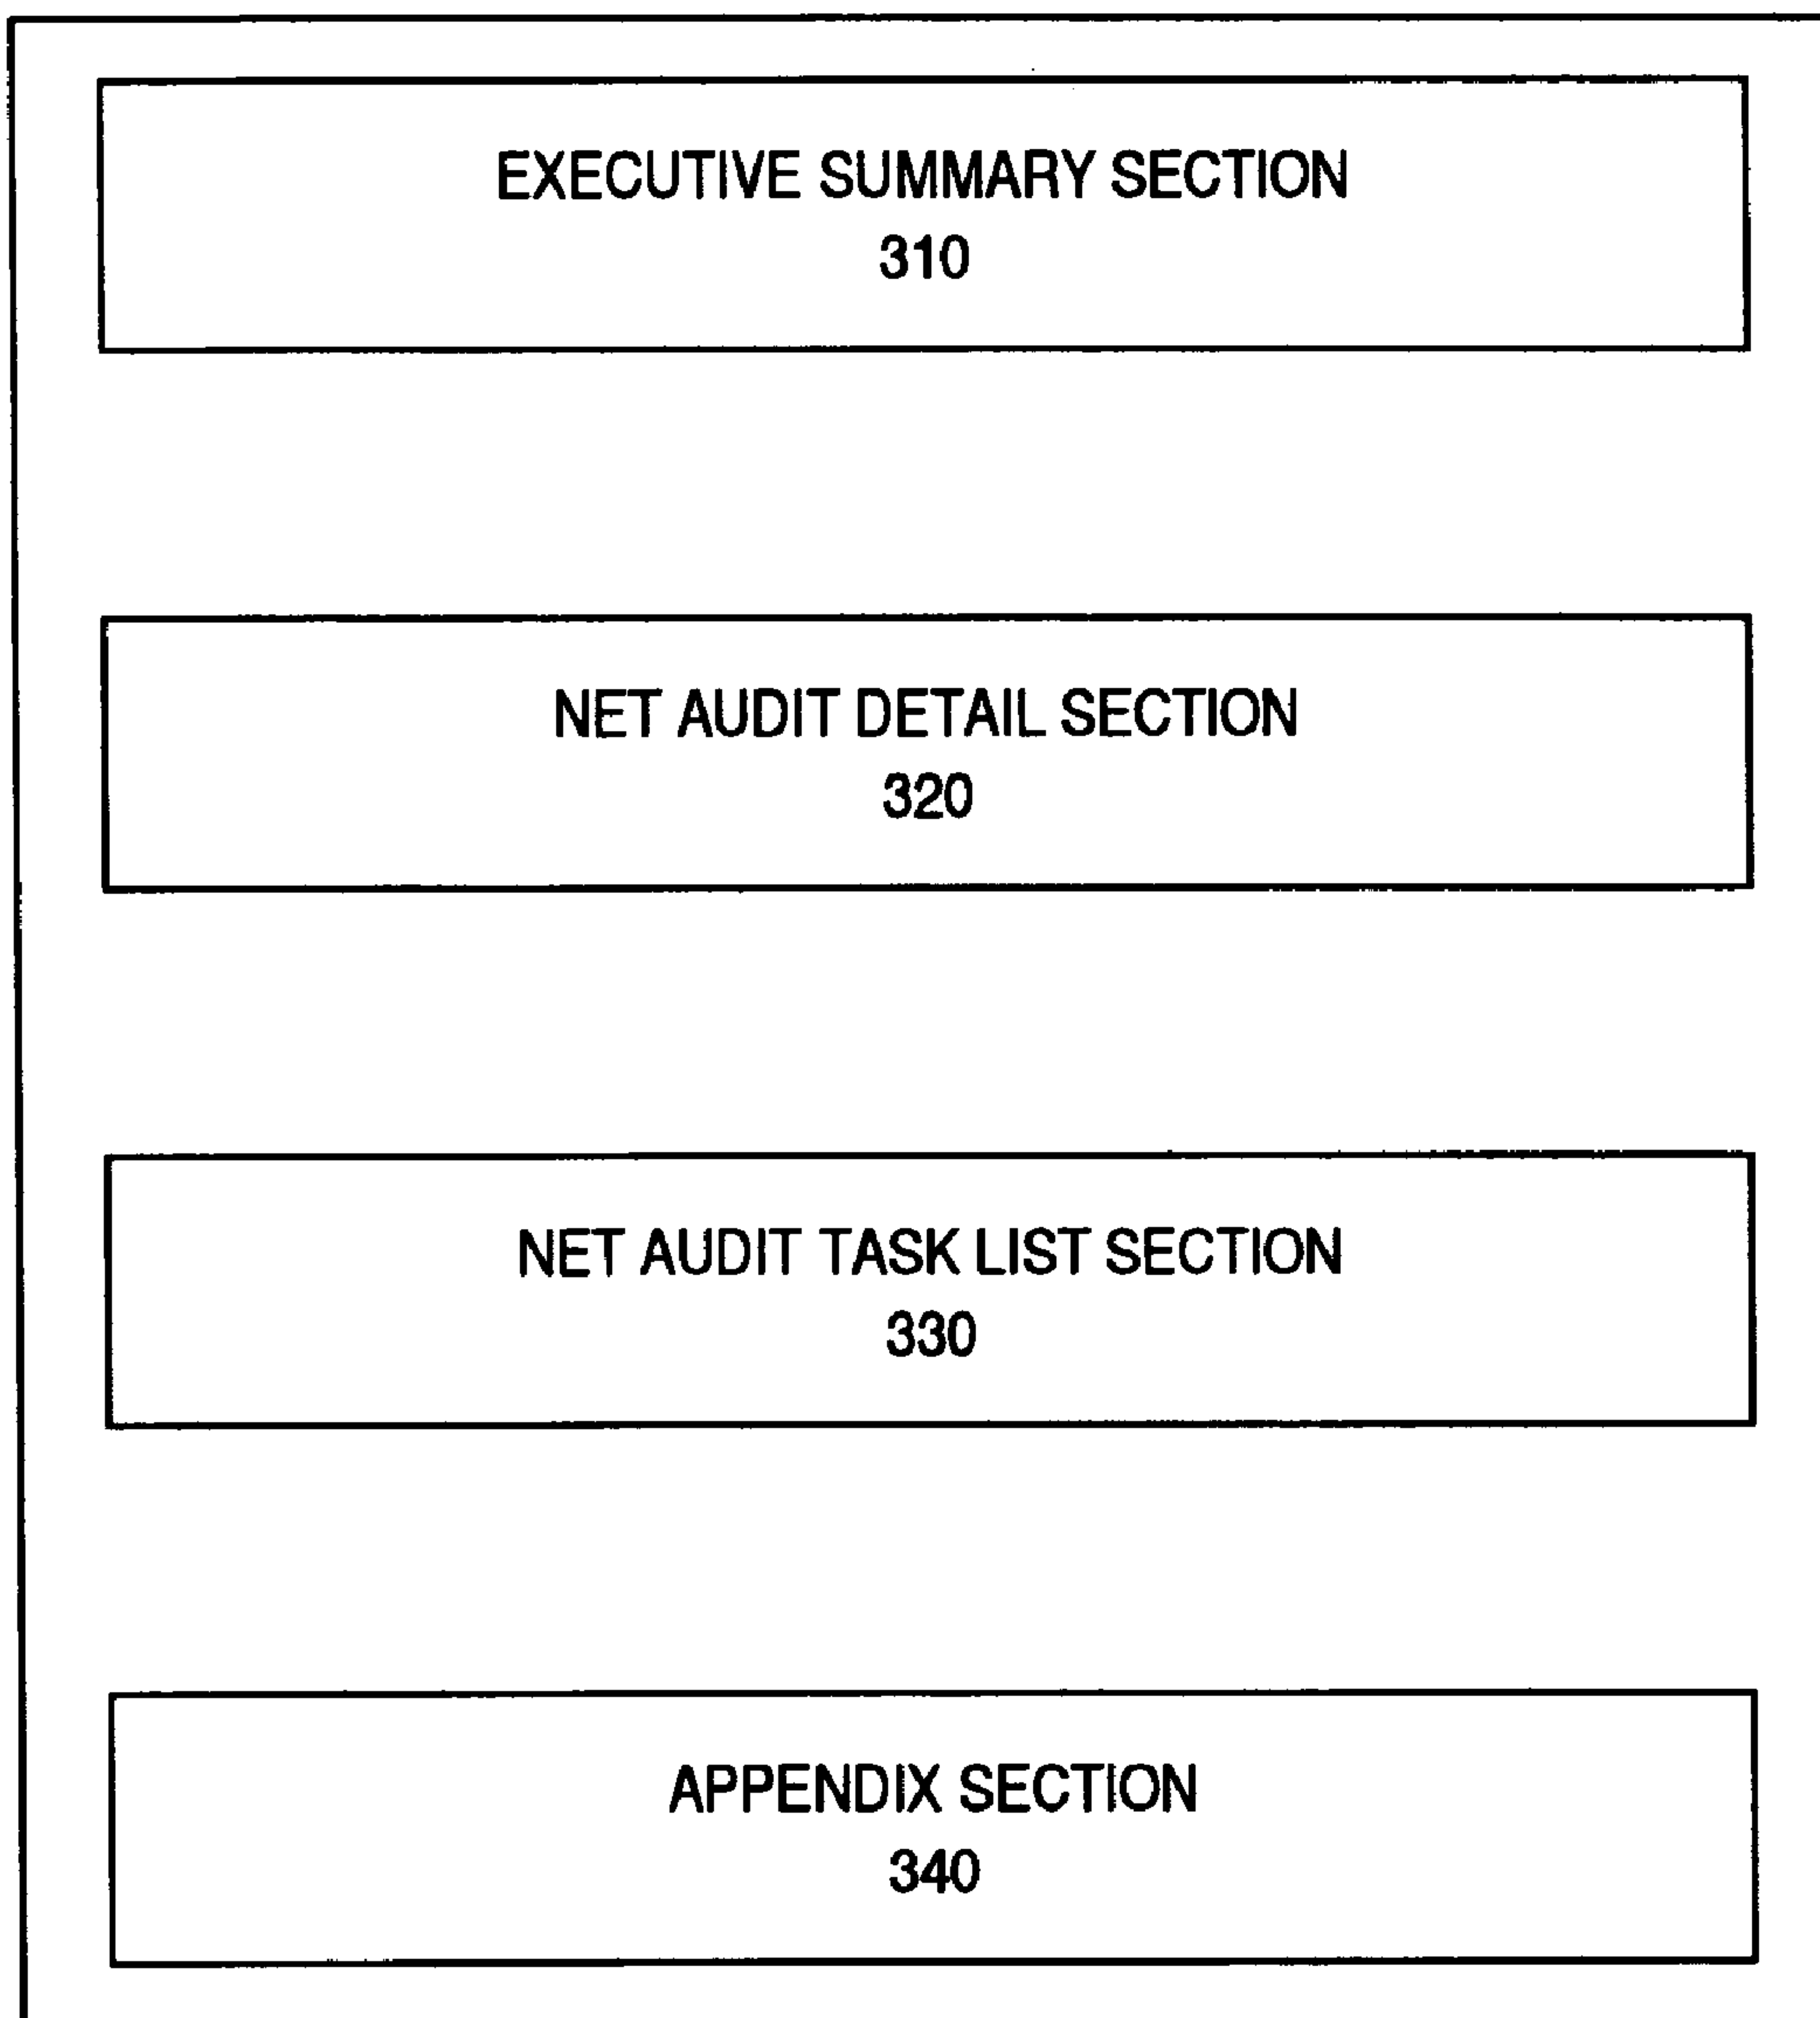 EXECUTIVE SUMMARY SECTION
310
NET AUDIT DETAIL SECTION
320
NET AUDIT TASK LIST SECTION
330
APPENDIX SECTION
340